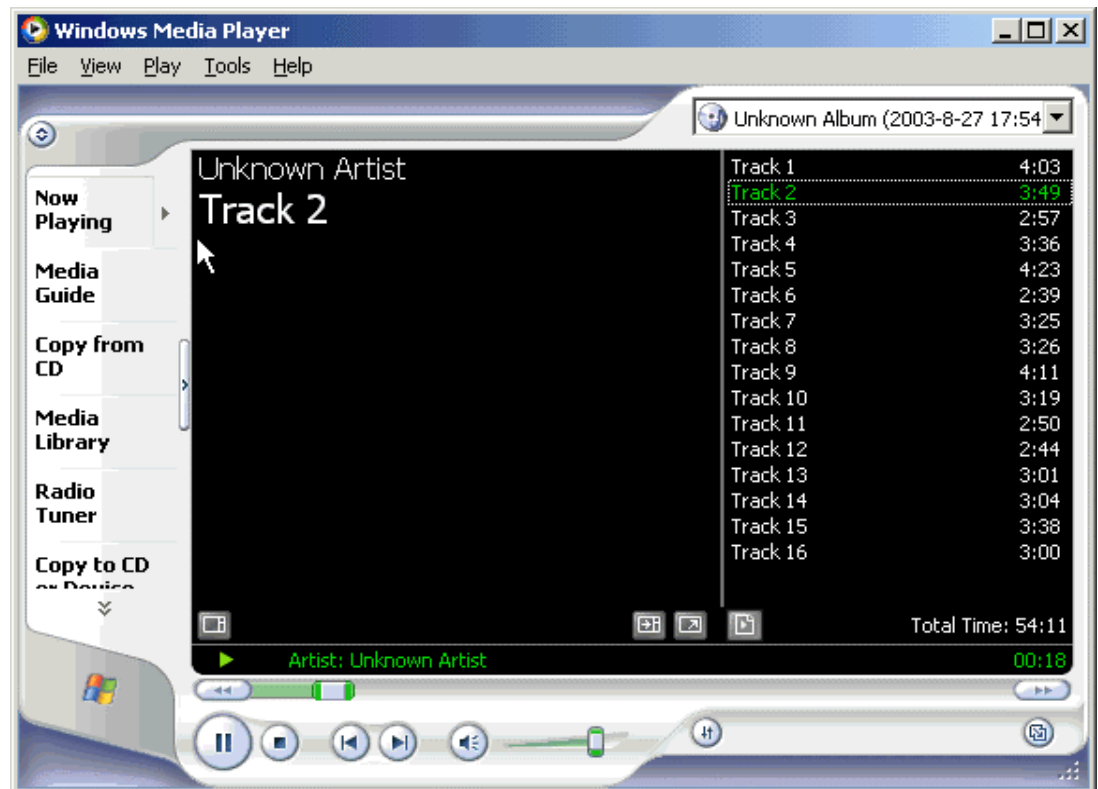 Windows Media Player
File View Play Tools Help
Unknown Album (2003-8-27 17:54
Now
Playing
Media
Guide
Copy from
CD
Media
Library
Radio
Tuner
Copy to CD
or Device
Unknown Artist
Track 2
Track 1 4:03
Track 2 3:49
Track 3 2:57
Track 4 3:36
Track 5 4:23
Track 6 2:39
Track 7 3:25
Track 8 3:26
Track 9 4:11
Track 10 3:19
Track 11 2:50
Track 12 2:44
Track 13 3:01
Track 14 3:04
Track 15 3:38
Track 16 3:00
Total Time: 54:11
Artist: Unknown Artist 00:18